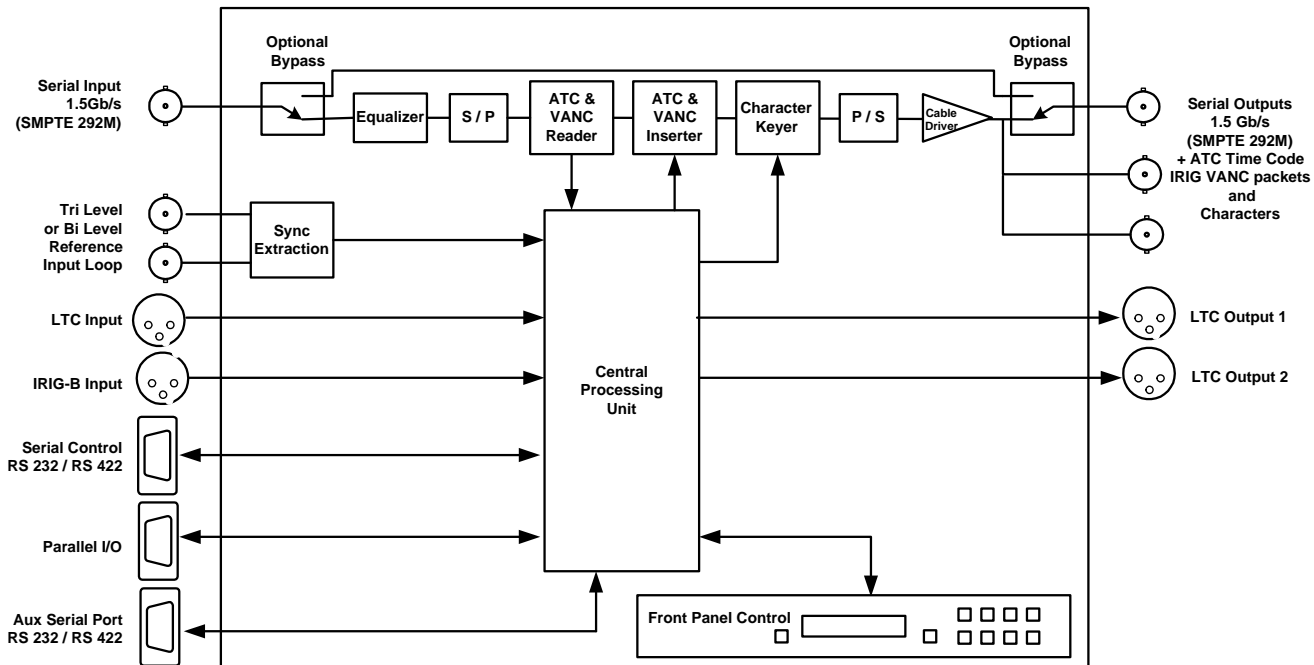 Optional
Bypass
Optional
Bypass
Serial Input
1.5Gb/s
(SMPTE 292M)
Equalizer
S / P
ATC &
VANC
Reader
ATC &
VANC
Inserter
Character
Keyer
P / S
Cable
Driver
Serial Outputs
1.5 Gb/s
(SMPTE 292M)
+ ATC Time Code
IRIG VANC packets
and
Characters
Tri Level
or Bi Level
Reference
Input Loop
Sync
Extraction
LTC Input
LTC Output 1
IRIG-B Input
Central
Processing
Unit
LTC Output 2
Serial Control
RS 232 / RS 422
Parallel I/O
Aux Serial Port
RS 232 / RS 422
Front Panel Control